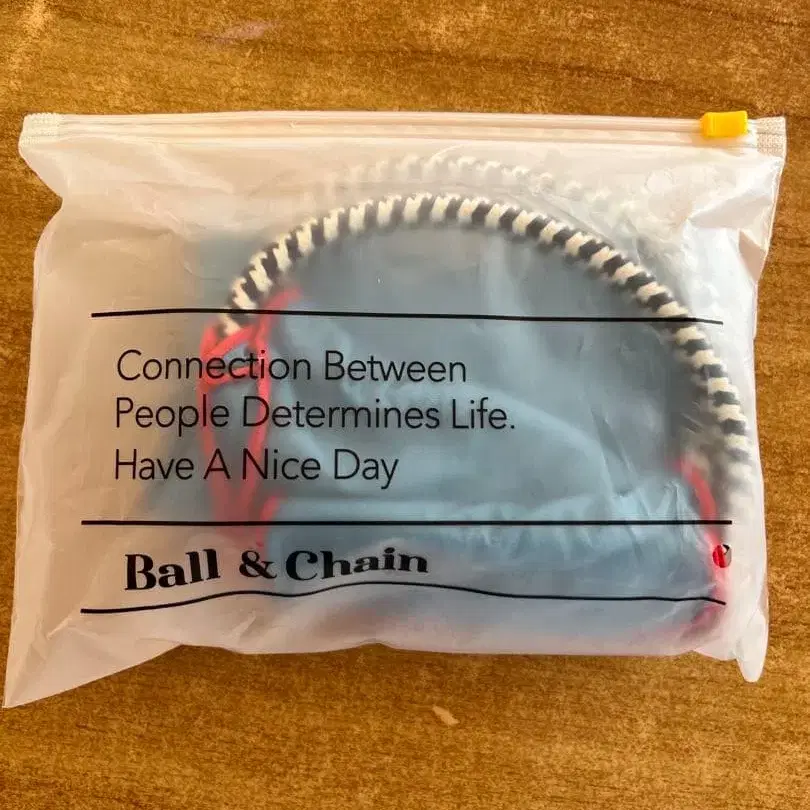 Connection Between
People Determines Life.
Have A Nice Day
Ball & Chain